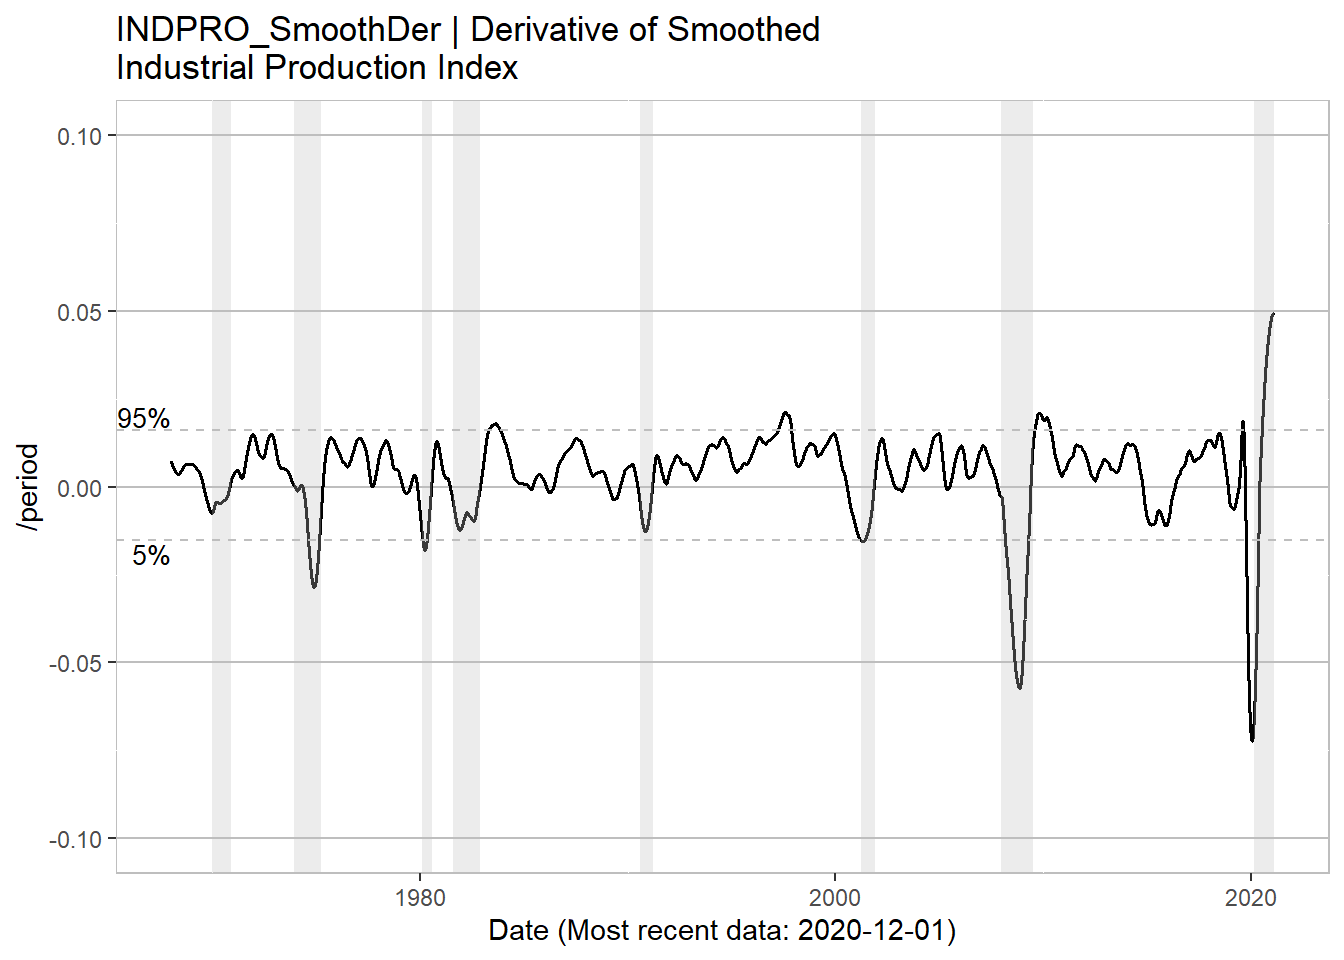 INDPRO_SmoothDer | Derivative of Smoothed
Industrial Production Index
0.10
0.05
95%
0.00
5%
-0.05
-0.10
/period
1980
2000
2020
Date (Most recent data: 2020-12-01)